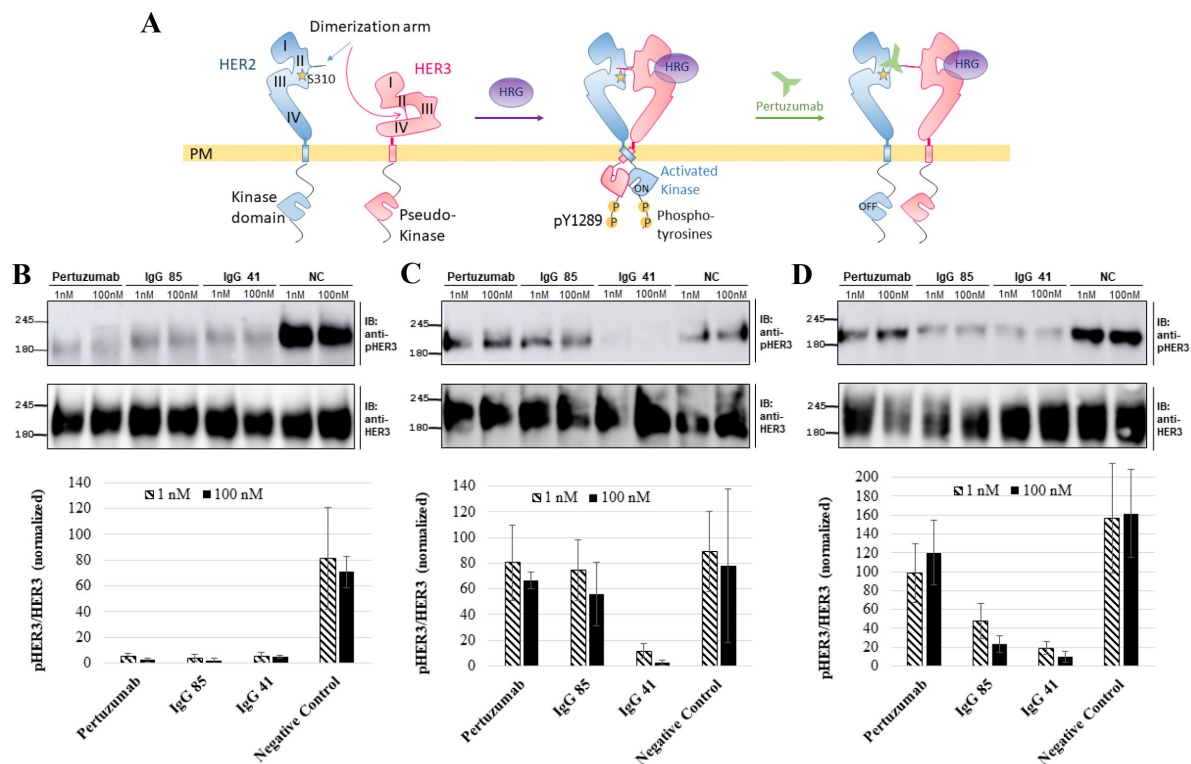 A
Dimerization arm
HER2
I
II
S310
III
IV
HER3
I
II
III
IV
HRG
HRG
Pertuzumab
HRG
PM
Kinase
domain
Pseudo-
Kinase
ON
Activated
Kinase
P
P
P
P
pY1289
Phospho-
tyrosines
OFF
B
Pertuzumab IgG 85 IgG 41 NC
1nM 100nM 1nM 100nM 1nM 100nM 1nM 100nM
245
180
IB:
anti-
pHER3
245
180
IB:
anti-
HER3
pHER3/HER3 (normalized)
140
120
100
80
60
40
20
0
1 nM 100 nM
Pertuzumab
IgG 85
IgG 41
Negative Control
C
Pertuzumab IgG 85 IgG 41 NC
1nM 100nM 1nM 100nM 1nM 100nM 1nM 100nM
245
180
IB:
anti-
pHER3
245
180
IB:
anti-
HER3
pHER3/HER3 (normalized)
140
120
100
80
60
40
20
0
1 nM 100 nM
Pertuzumab
IgG 85
IgG 41
Negative Control
D
Pertuzumab IgG 85 IgG 41 NC
1nM 100nM 1nM 100nM 1nM 100nM 1nM 100nM
245
180
IB:
anti-
pHER3
245
180
IB:
anti-
HER3
pHER3/HER3 (normalized)
200
180
160
140
120
100
80
60
40
20
0
1 nM 100 nM
Pertuzumab
IgG 85
IgG 41
Negative Control